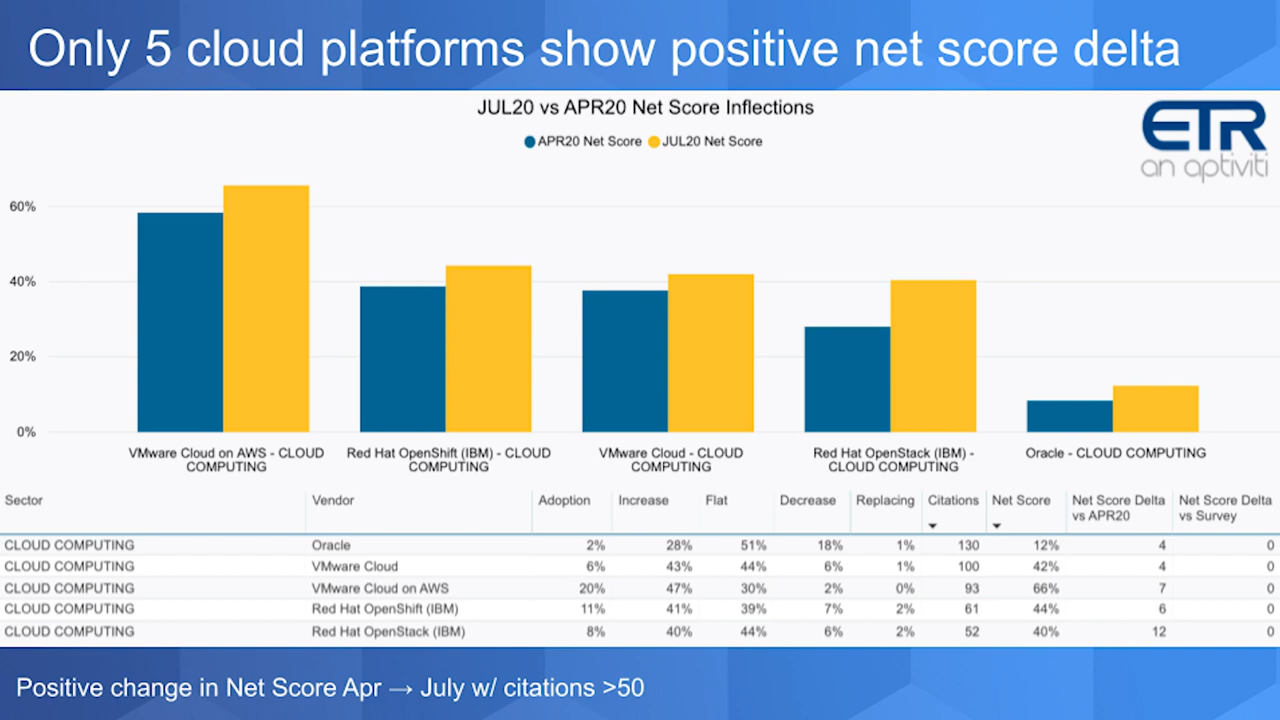 Only 5 cloud platforms show positive net score delta
JUL20 vs APR20 Net Score Inflections
APR20 Net Score JUL20 Net Score
ETR
an aptiviti
60%
40%
20%
0%
VMware Cloud on AWS - CLOUD
COMPUTING
Red Hat OpenShift (IBM) - CLOUD
COMPUTING
VMware Cloud - CLOUD
COMPUTING
Red Hat OpenStack (IBM) -
CLOUD COMPUTING
Oracle - CLOUD COMPUTING
Sector Vendor Adoption Increase Flat Decrease Replacing Citations Net Score Net Score Delta vs APR20 Net Score Delta vs Survey
CLOUD COMPUTING Oracle 2% 28% 51% 18% 1% 130 12% 4 0
CLOUD COMPUTING VMware Cloud 6% 43% 44% 6% 1% 100 42% 4 0
CLOUD COMPUTING VMware Cloud on AWS 20% 47% 30% 2% 0% 93 66% 7 0
CLOUD COMPUTING Red Hat OpenShift (IBM) 11% 41% 39% 7% 2% 61 44% 6 0
CLOUD COMPUTING Red Hat OpenStack (IBM) 8% 40% 44% 6% 2% 52 40% 12 0
Positive change in Net Score Apr → July w/ citations >50